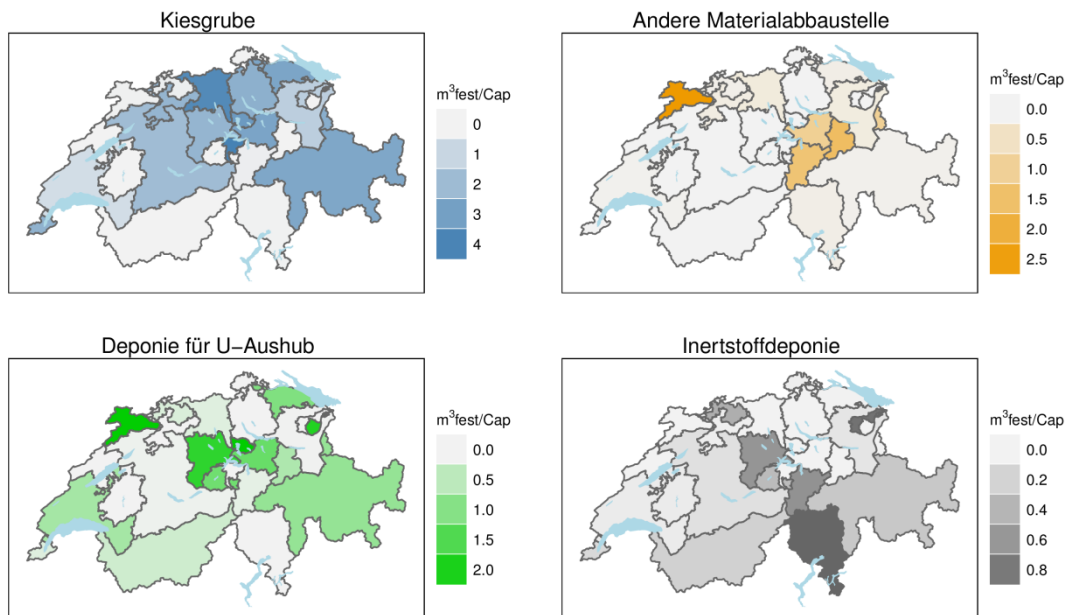 Kiesgrube
m³fest/Cap
0
1
2
3
4
Andere Materialabbaustelle
m³fest/Cap
0.0
0.5
1.0
1.5
2.0
2.5
Deponie für U−Aushub
m³fest/Cap
0.0
0.5
1.0
1.5
2.0
Inertstoffdeponie
m³fest/Cap
0.0
0.2
0.4
0.6
0.8